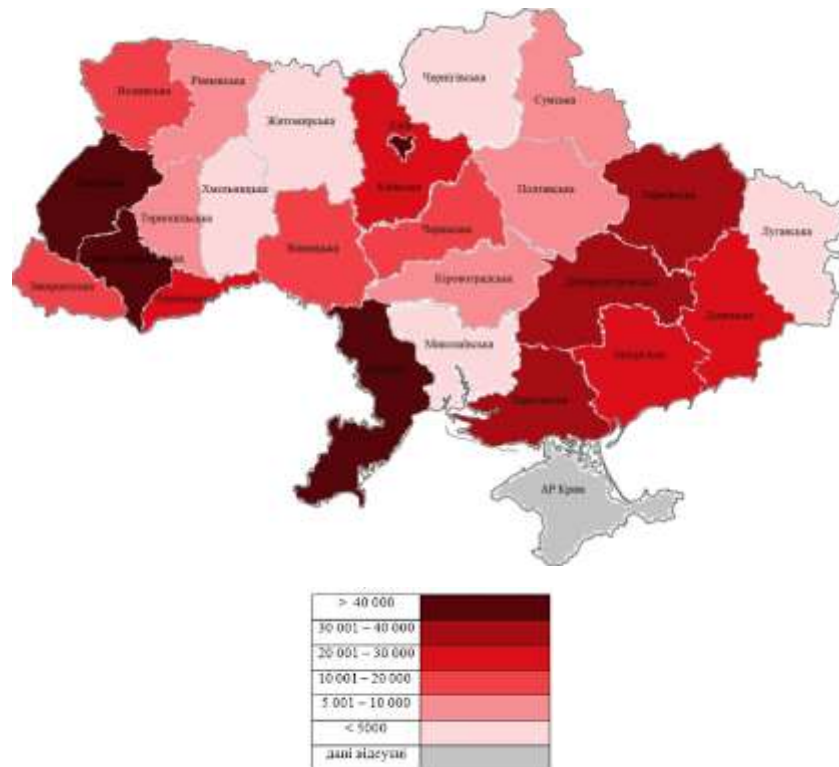 Чернігівська
Рівненська
Волинська
Сумська
Житомирська
Київ
Хмельницька
Полтавська
Харківська
Київська
Тернопільська
Луганська
Черкаська
Вінницька
Закарпатська
Кіровоградська
Донецька
Миколаївська
АР Крим
> 40 000
30 001 – 40 000
20 001 – 30 000
10 001 – 20 000
5 001 – 10 000
< 5000
дані відсутні